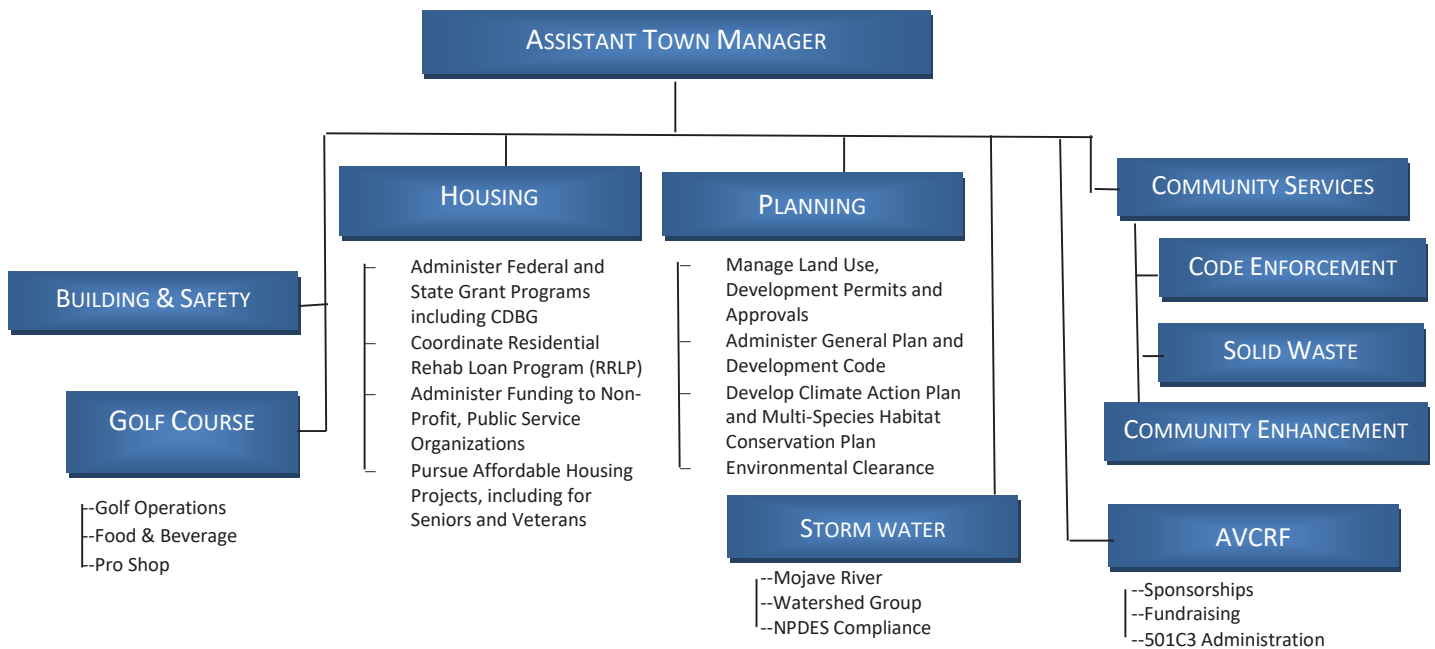 ASSISTANT TOWN MANAGER
HOUSING
– Administer Federal and
State Grant Programs
including CDBG
– Coordinate Residential
Rehab Loan Program (RRLP)
– Administer Funding to Non-
Profit, Public Service
Organizations
– Pursue Affordable Housing
Projects, including for
Seniors and Veterans
PLANNING
– Manage Land Use,
Development Permits and
Approvals
– Administer General Plan and
Development Code
– Develop Climate Action Plan
and Multi-Species Habitat
Conservation Plan
– Environmental Clearance
COMMUNITY SERVICES
CODE ENFORCEMENT
SOLID WASTE
COMMUNITY ENHANCEMENT
BUILDING & SAFETY
GOLF COURSE
--Golf Operations
--Food & Beverage
--Pro Shop
STORM WATER
--Mojave River
--Watershed Group
--NPDES Compliance
AVCRF
--Sponsorships
--Fundraising
--501C3 Administration